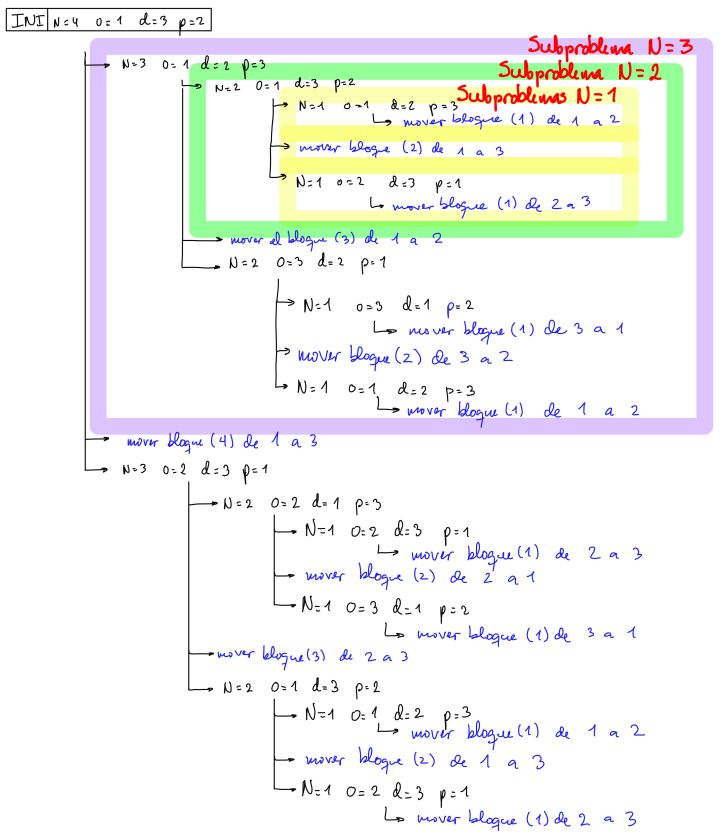 INI N=4 o=1 d=3 p=2
Subproblema N=3
N=3 o=1 d=2 p=3
Subproblema N=2
N=2 o=1 d=3 p=2
Subproblemas N=1
N=1 o=1 d=2 p=3
mover bloque (1) de 1 a 2
mover bloque (2) de 1 a 3
N=1 o=2 d=3 p=1
mover bloque (1) de 2 a 3
mover el bloque (3) de 1 a 2
N=2 o=3 d=2 p=1
N=1 o=3 d=1 p=2
mover bloque (1) de 3 a 1
mover bloque (2) de 3 a 2
N=1 o=1 d=2 p=3
mover bloque (1) de 1 a 2
mover bloque (4) de 1 a 3
N=3 o=2 d=3 p=1
N=2 o=2 d=1 p=3
N=1 o=2 d=3 p=1
mover bloque (1) de 2 a 3
mover bloque (2) de 2 a 1
N=1 o=3 d=1 p=2
mover bloque (1) de 3 a 1
mover bloque (3) de 2 a 3
N=2 o=1 d=3 p=2
N=1 o=1 d=2 p=3
mover bloque (1) de 1 a 2
mover bloque (2) de 1 a 3
N=1 o=2 d=3 p=1
mover bloque (1) de 2 a 3